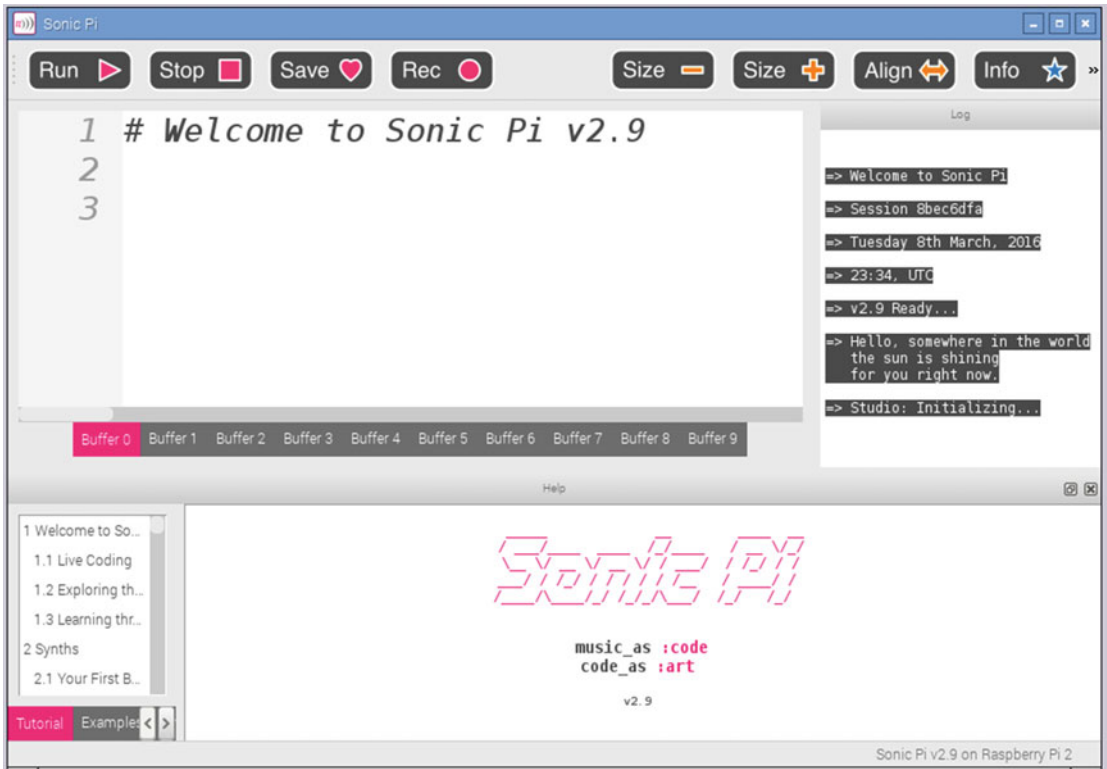 Sonic Pi
Run Stop Save Rec Size Size Align Info »
1 # Welcome to Sonic Pi v2.9
2
3
Log
=> Welcome to Sonic Pi
=> Session 8bec6dfa
=> Tuesday 8th March, 2016
=> 23:34, UTC
=> v2.9 Ready...
=> Hello, somewhere in the world
the sun is shining
for you right now.
=> Studio: Initializing...
Buffer 0 Buffer 1 Buffer 2 Buffer 3 Buffer 4 Buffer 5 Buffer 6 Buffer 7 Buffer 8 Buffer 9
Help
1 Welcome to So...
1.1 Live Coding
1.2 Exploring th...
1.3 Learning thr...
2 Synths
2.1 Your First B...
Tutorial Examples < >
Sonic Pi
music_as :code
code_as :art
v2.9
Sonic Pi v2.9 on Raspberry Pi 2